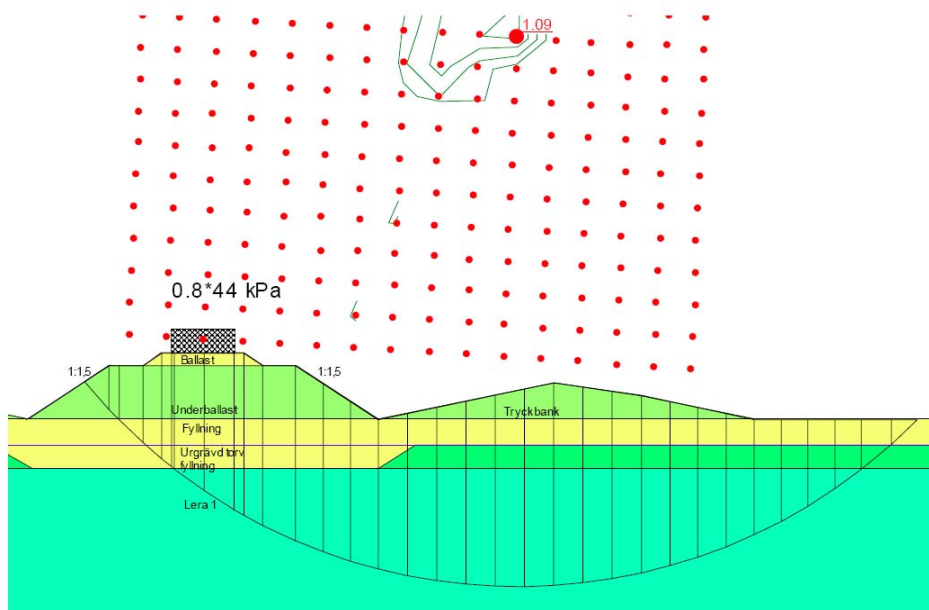 1.09
0.8*44 kPa
Ballast
1:1,5
1:1,5
Underballast
Tryckbank
Fyllning
Urgrävd torv
fyllning
Lera 1